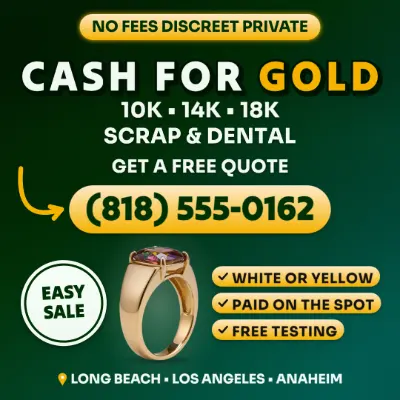 NO FEES DISCREET PRIVATE
CASH FOR GOLD
10K • 14K • 18K
SCRAP & DENTAL
GET A FREE QUOTE
(818) 555-0162
EASY
SALE
WHITE OR YELLOW
PAID ON THE SPOT
FREE TESTING
LONG BEACH • LOS ANGELES • ANAHEIM